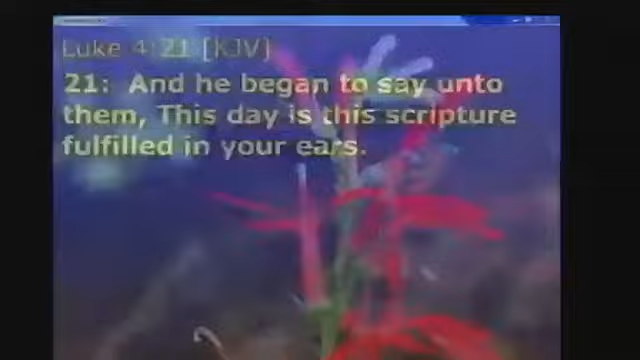 Luke 4:21 [KJV]
21: And he began to say unto
them, This day is this scripture
fulfilled in your ears.